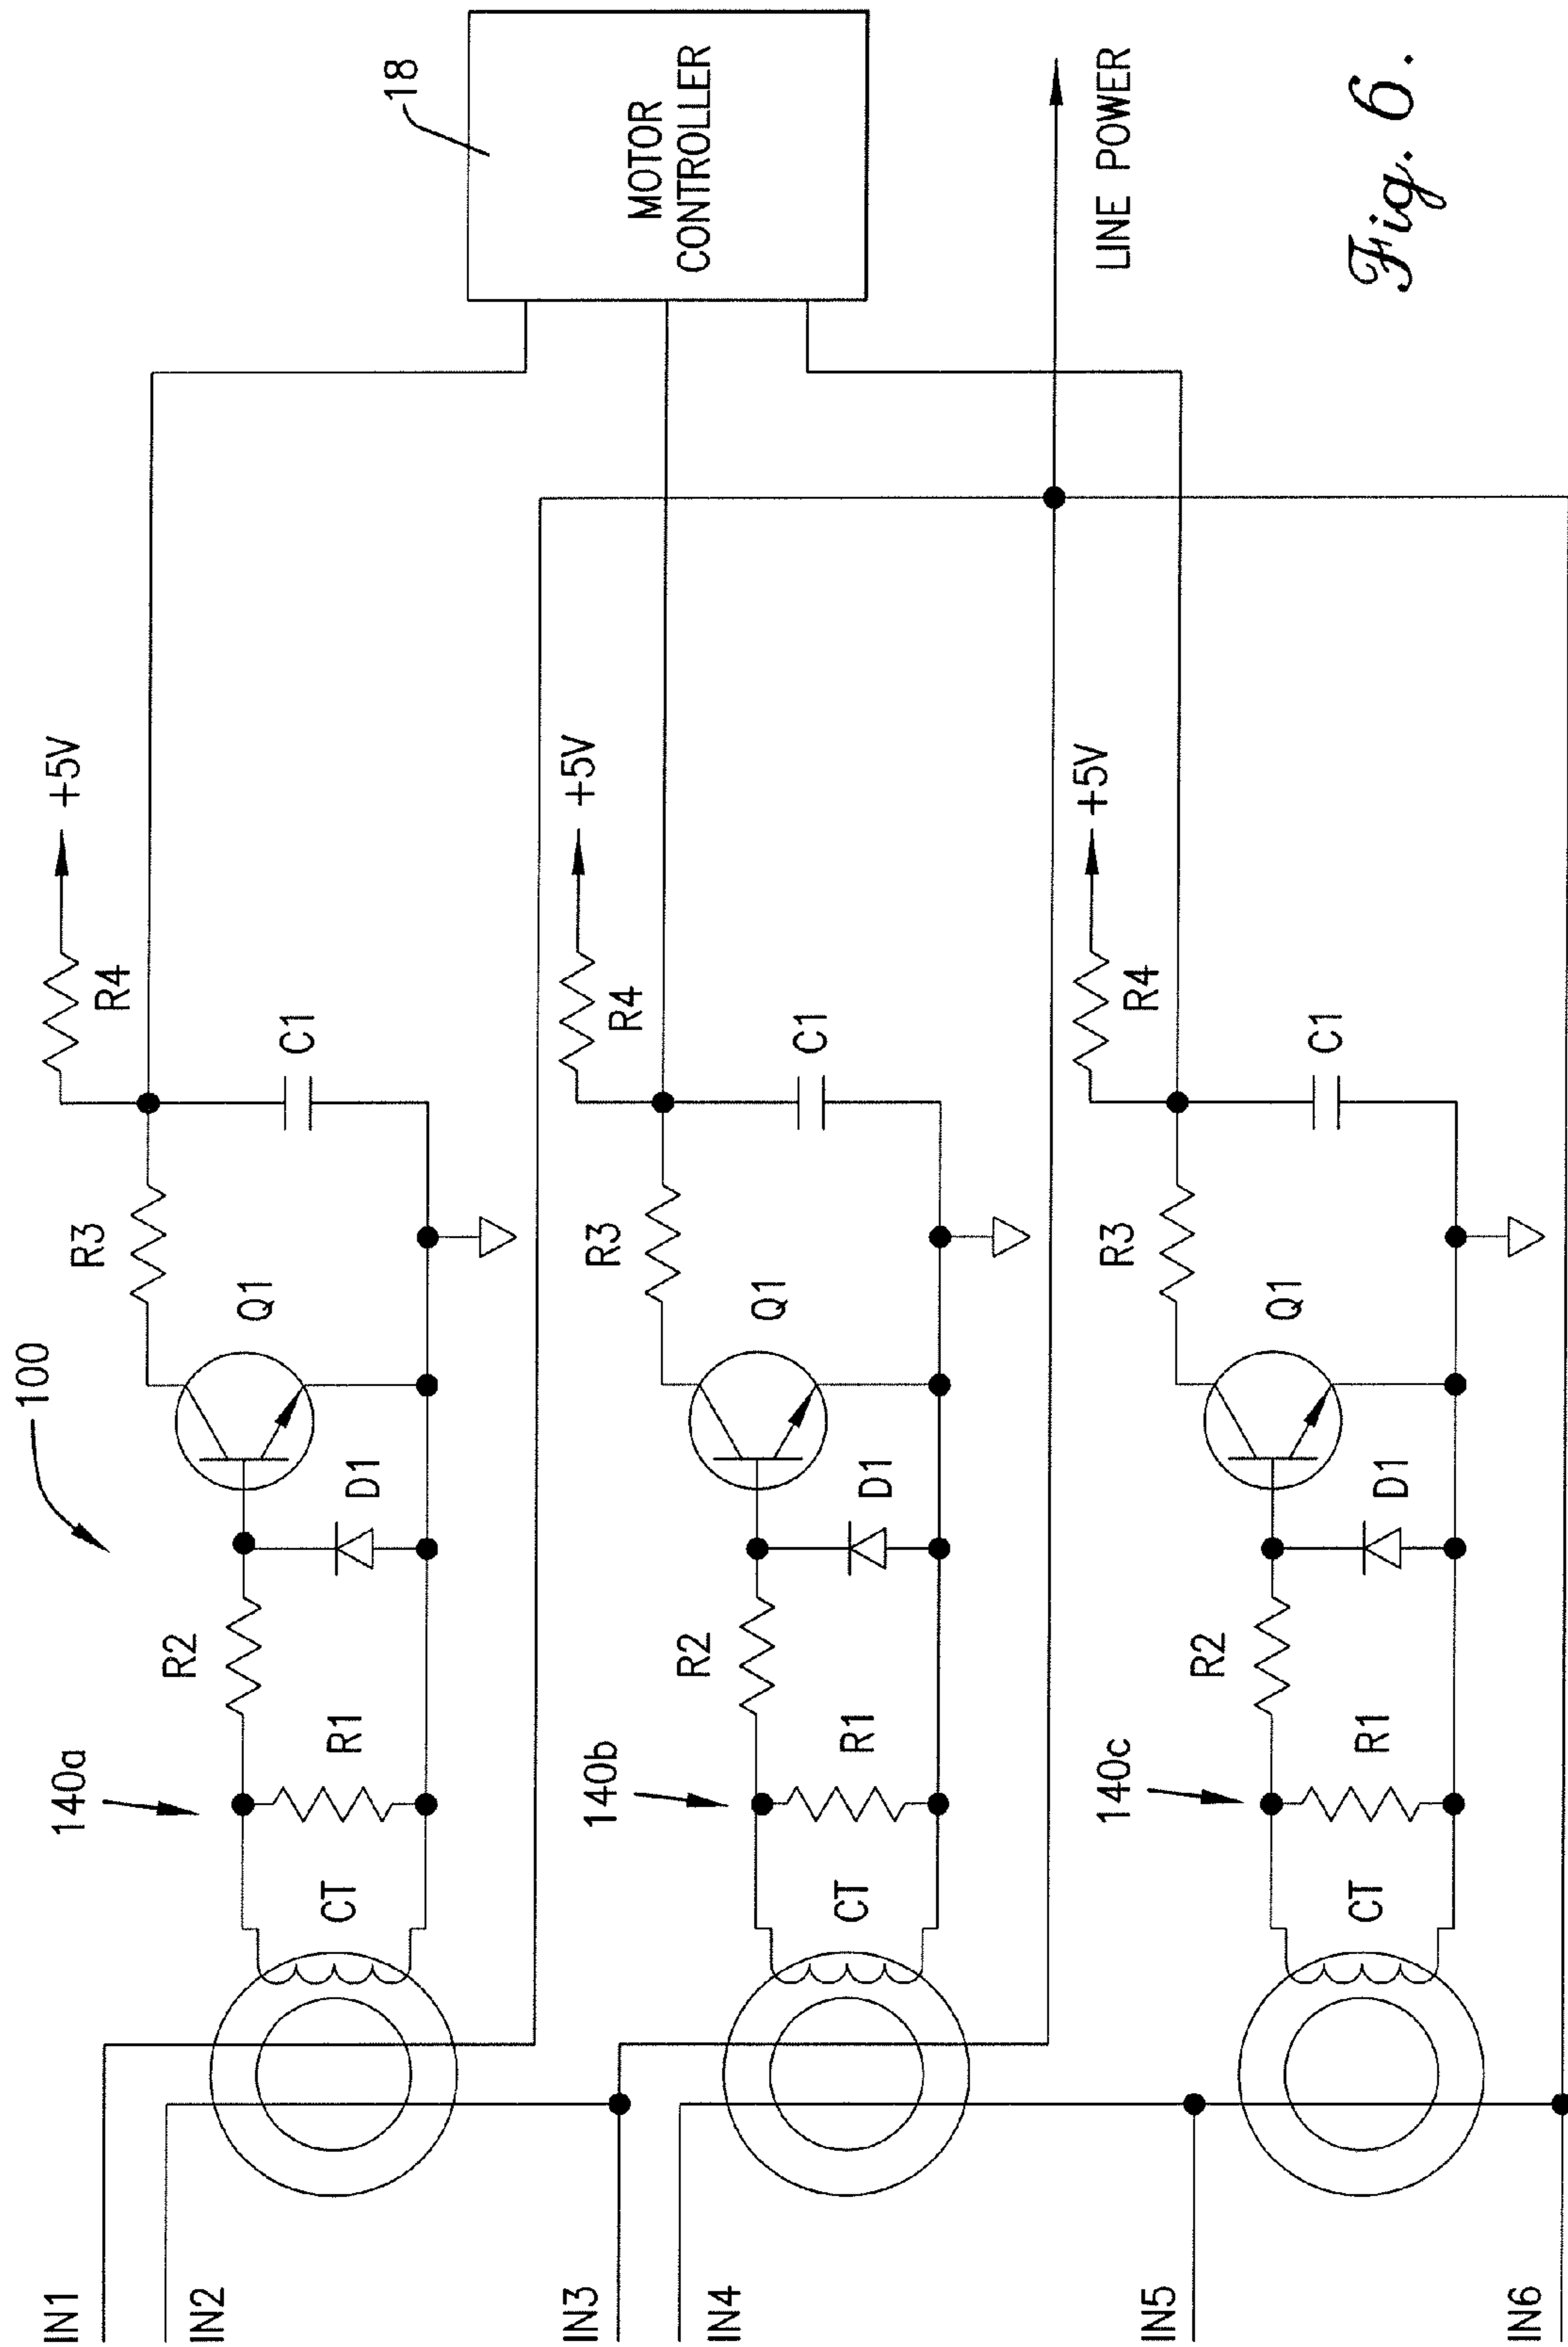 100
140a
R2
R1
CT
D1
Q1
R3
R4
C1
+5V
IN1
IN2
140b
R2
R1
CT
D1
Q1
R3
R4
C1
+5V
IN3
IN4
140c
R2
R1
CT
D1
Q1
R3
R4
C1
+5V
IN5
IN6
18
MOTOR
CONTROLLER
LINE POWER
Fig. 6.